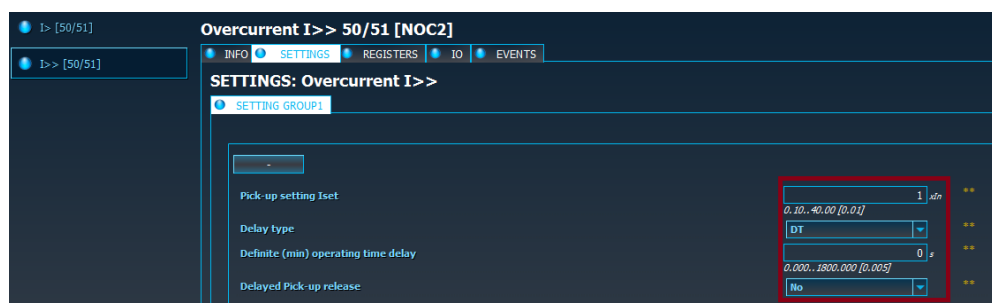 I> [50/51]
I>> [50/51]
Overcurrent I>> 50/51 [NOC2]
INFO SETTINGS REGISTERS IO EVENTS
SETTINGS: Overcurrent I>>
SETTING GROUP1
-
Pick-up setting Iset 1 xIn **
0.10..40.00 [0.01]
Delay type DT **
Definite (min) operating time delay 0 s **
0.000..1800.000 [0.005]
Delayed Pick-up release No **